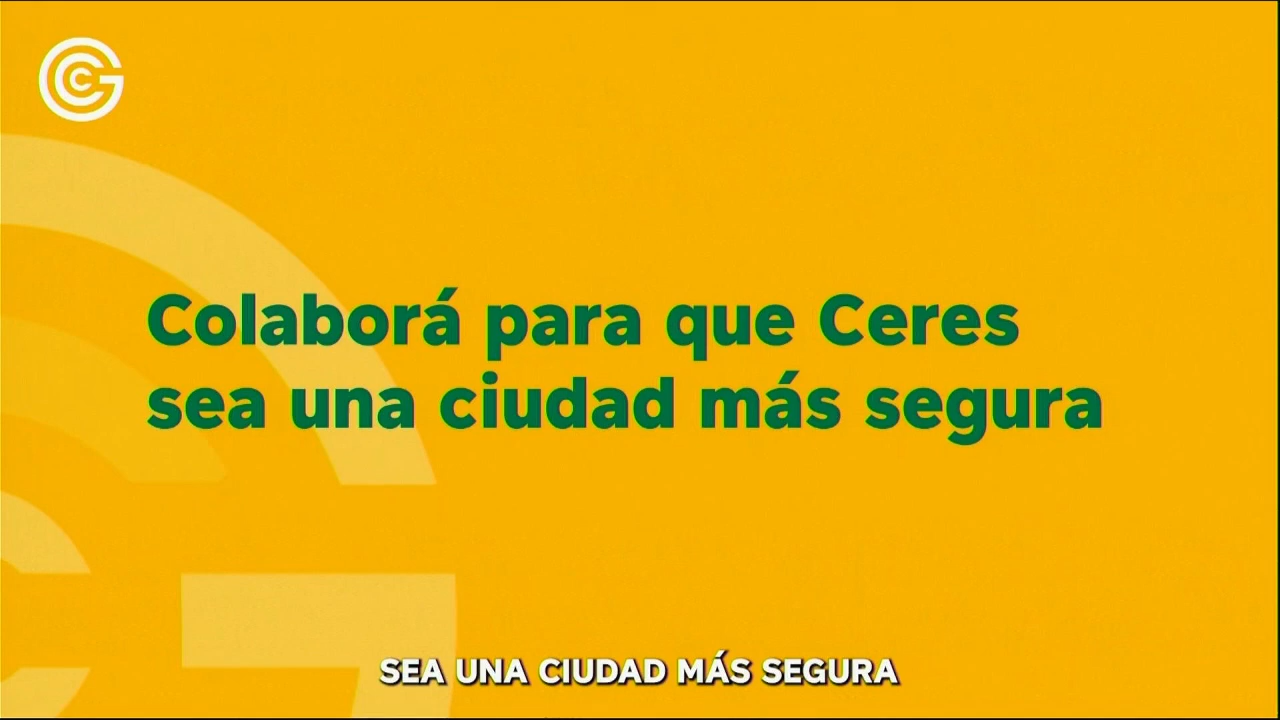 Colaborá para que Ceres
sea una ciudad más segura
SEA UNA CIUDAD MÁS SEGURA